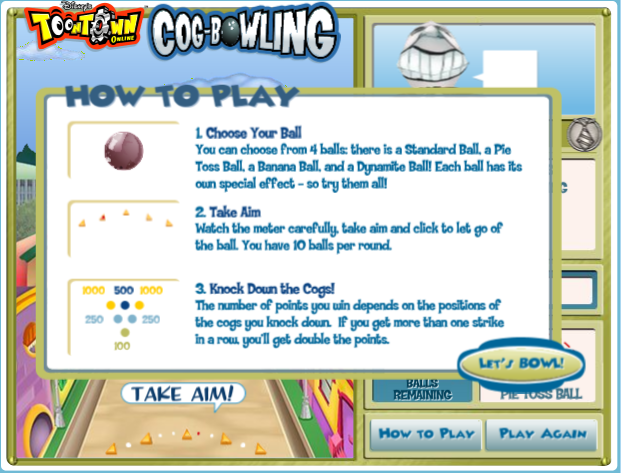 Disney's
TOONTOWN
ONLINE
COG-BOWLING
HOW TO PLAY
1. Choose Your Ball
You can choose from 4 balls: there is a Standard Ball, a Pie
Toss Ball, a Banana Ball, and a Dynamite Ball! Each ball has its
own special effect - so try them all!
2. Take Aim
Watch the meter carefully, take aim and click to let go of
the ball. You have 10 balls per round.
1000 500 1000
250 250
100
3. Knock Down the Cogs!
The number of points you win depends on the positions of
the cogs you knock down. If you get more than one strike
in a row, you'll get double the points.
LET'S BOWL!
TAKE AIM!
BALLS
REMAINING
PIE TOSS BALL
HOW TO PLAY
PLAY AGAIN